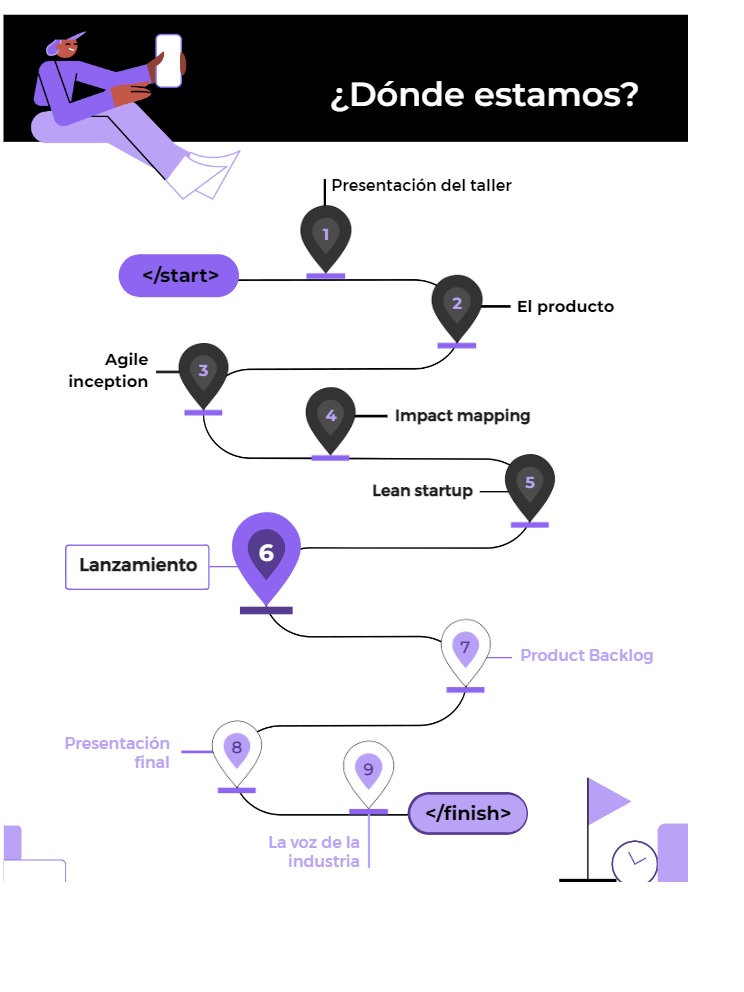 ¿Dónde estamos?
Presentación del taller
1
</start>
2
El producto
Agile
inception
3
4
Impact mapping
Lean startup
5
Lanzamiento
6
7
Product Backlog
Presentación
final
8
9
</finish>
La voz de la
industria